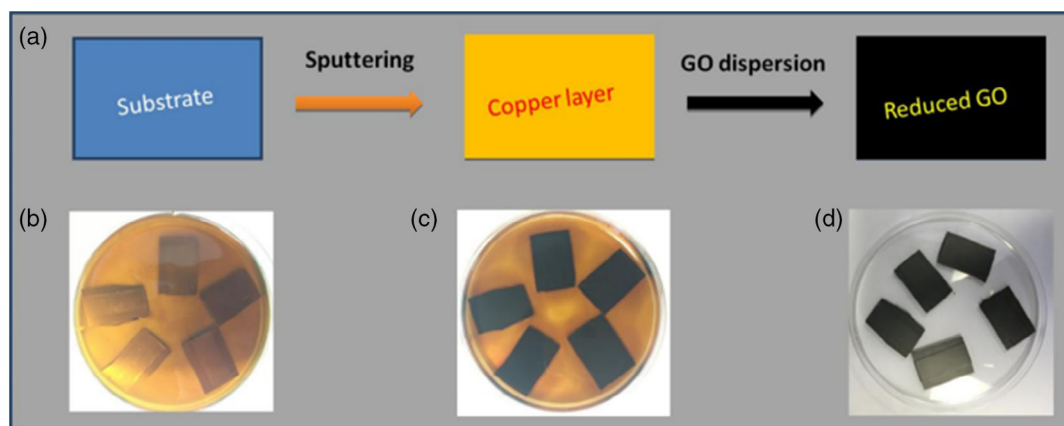 (a)
Substrate
Sputtering
Copper layer
GO dispersion
Reduced GO
(b)
(c)
(d)